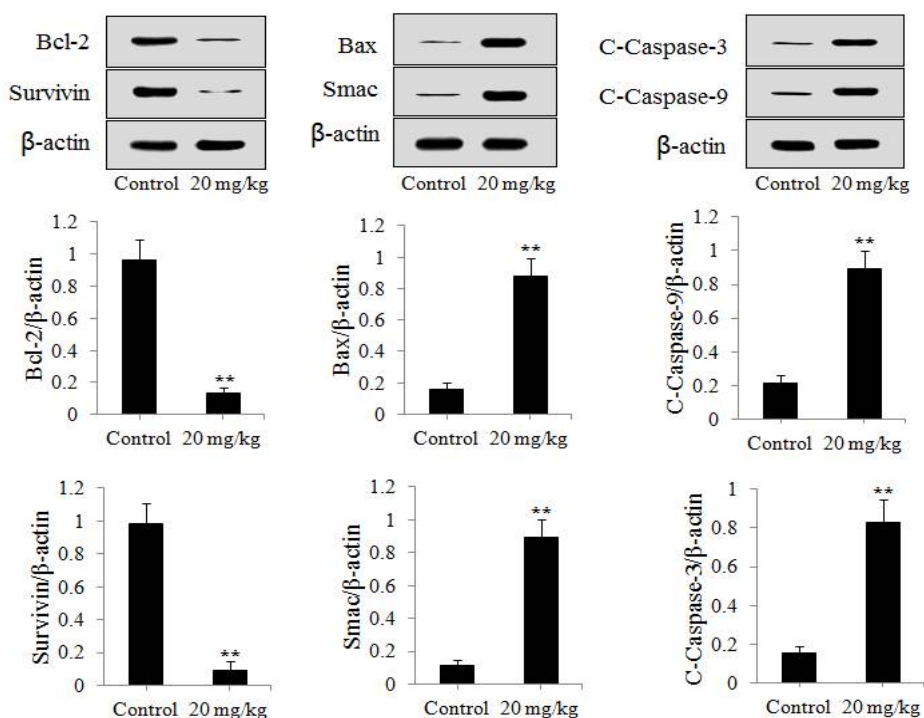 Bcl-2
Survivin
β-actin
Control 20 mg/kg
Bax
Smac
β-actin
Control 20 mg/kg
C-Caspase-3
C-Caspase-9
β-actin
Control 20 mg/kg
Bcl-2/β-actin
1.2
1
0.8
0.6
0.4
0.2
0
**
Control 20 mg/kg
Bax/β-actin
1.2
1
0.8
0.6
0.4
0.2
0
**
Control 20 mg/kg
C-Caspase-9/β-actin
1.2
1
0.8
0.6
0.4
0.2
0
**
Control 20 mg/kg
Survivin/β-actin
1.2
1
0.8
0.6
0.4
0.2
0
**
Control 20 mg/kg
Smac/β-actin
1.2
1
0.8
0.6
0.4
0.2
0
**
Control 20 mg/kg
C-Caspase-3/β-actin
1
0.8
0.6
0.4
0.2
0
**
Control 20 mg/kg